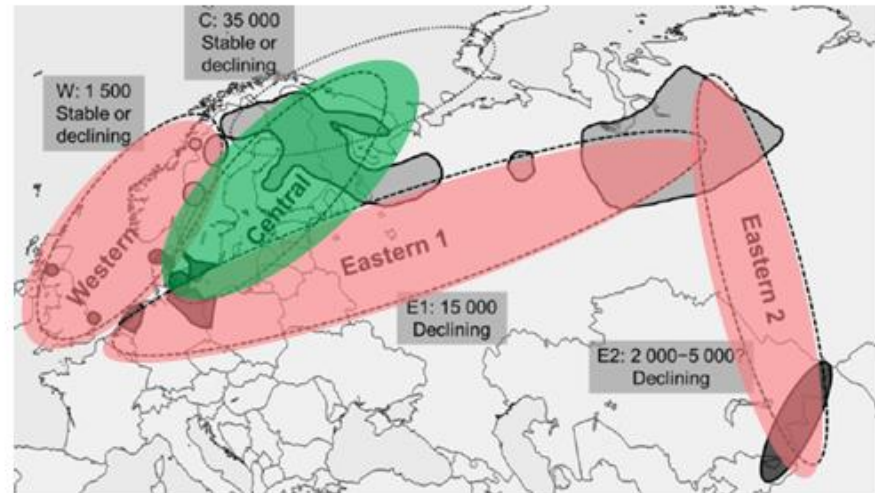 C: 35 000
Stable or
declining
W: 1 500
Stable or
declining
Western
Central
Eastern 1
Eastern 2
E1: 15 000
Declining
E2: 2 000–5 000?
Declining